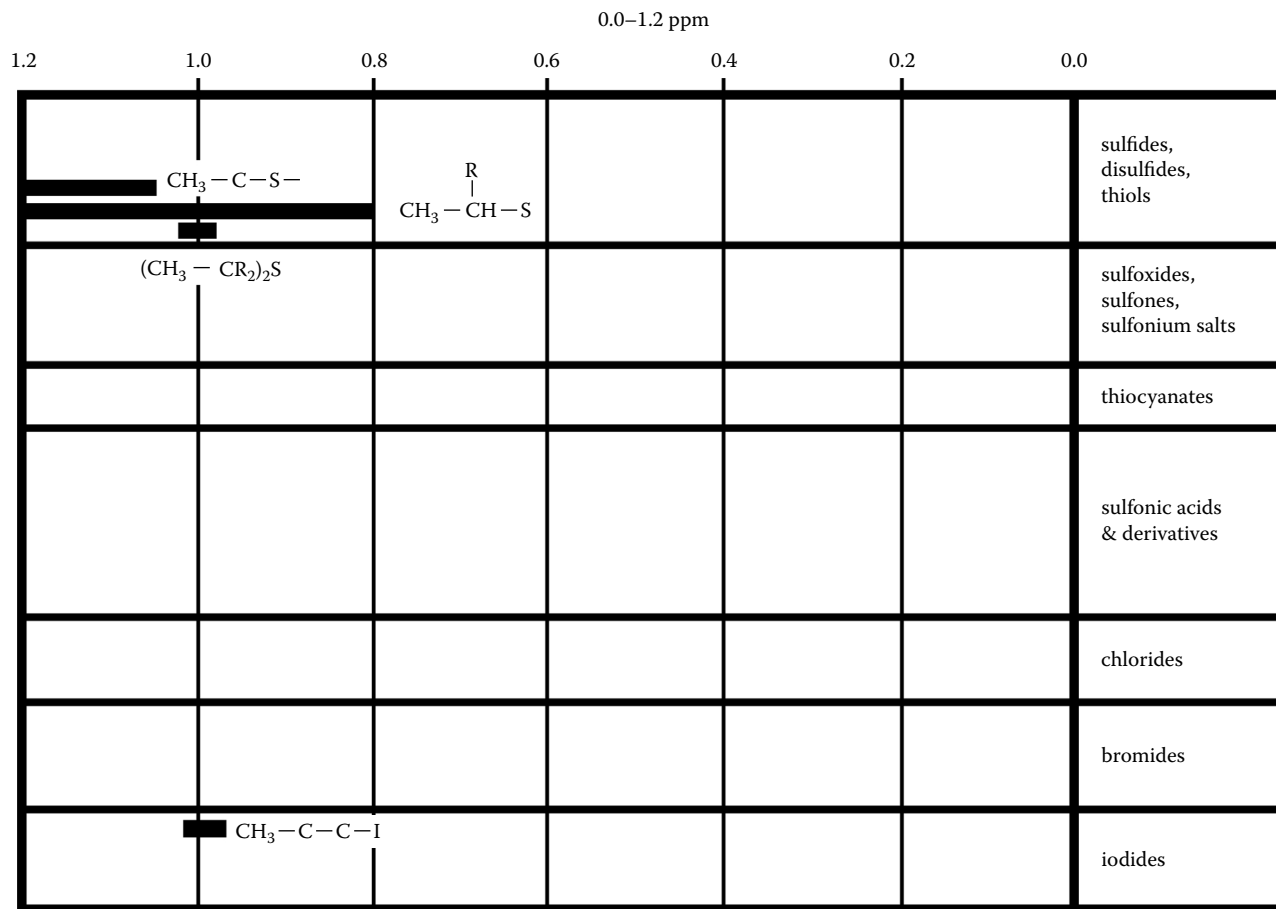 0.0–1.2 ppm
1.2 1.0 0.8 0.6 0.4 0.2 0.0
sulfides,
disulfides,
thiols
CH₃—C—S—
R
CH₃—CH—S
(CH₃— CR₂)₂S
sulfoxides,
sulfones,
sulfonium salts
thiocyanates
sulfonic acids
& derivatives
chlorides
bromides
CH₃—C—C—I
iodides